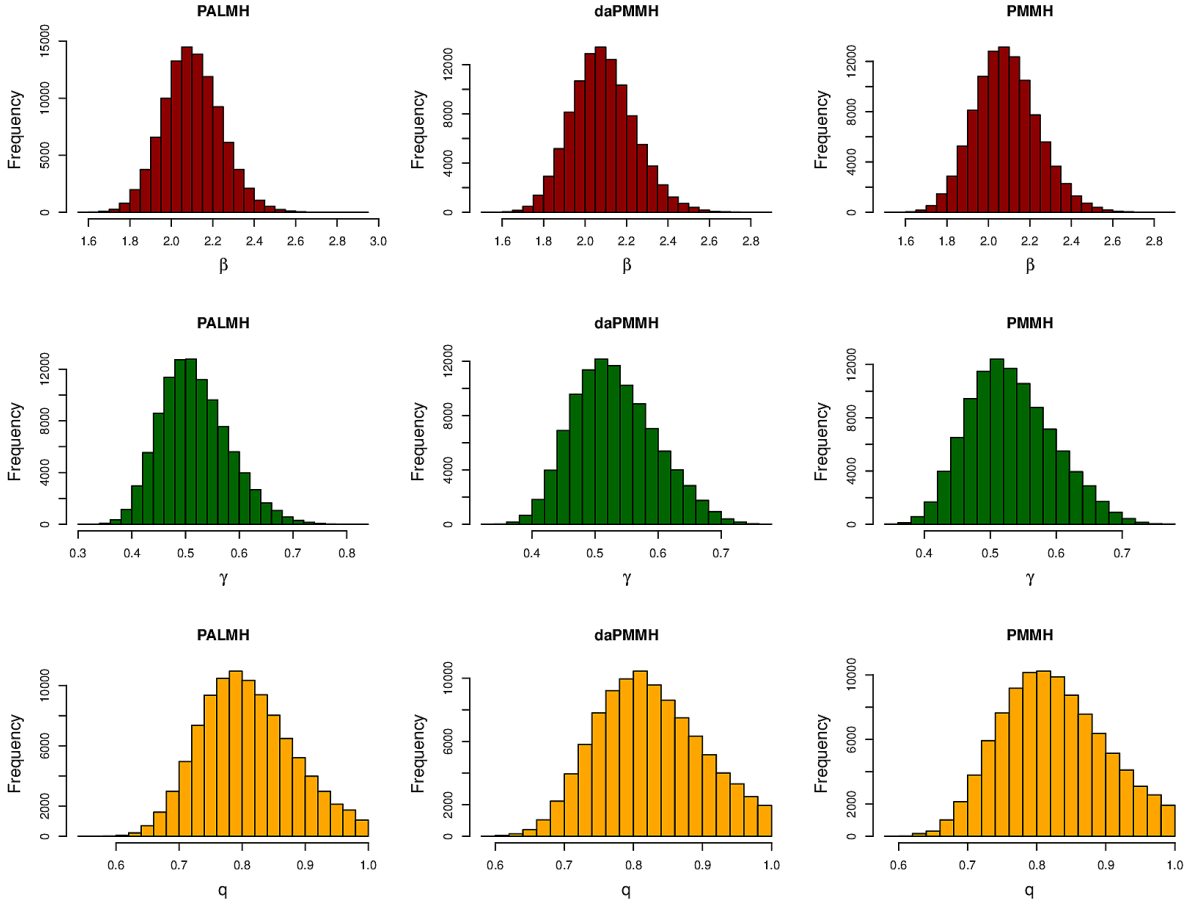 PALMH daPMMH PMMH
Frequency 0 5000 10000 15000
1.6 1.8 2.0 2.2 2.4 2.6 2.8 3.0
β
Frequency 0 4000 8000 12000
1.6 1.8 2.0 2.2 2.4 2.6 2.8
β
Frequency 0 4000 8000 12000
1.6 1.8 2.0 2.2 2.4 2.6 2.8
β
PALMH daPMMH PMMH
Frequency 0 4000 8000 12000
0.3 0.4 0.5 0.6 0.7 0.8
γ
Frequency 0 4000 8000 12000
0.4 0.5 0.6 0.7
γ
Frequency 0 4000 8000 12000
0.4 0.5 0.6 0.7
γ
PALMH daPMMH PMMH
Frequency 0 2000 6000 10000
0.6 0.7 0.8 0.9 1.0
q
Frequency 0 2000 6000 10000
0.6 0.7 0.8 0.9 1.0
q
Frequency 0 2000 6000 10000
0.6 0.7 0.8 0.9 1.0
q